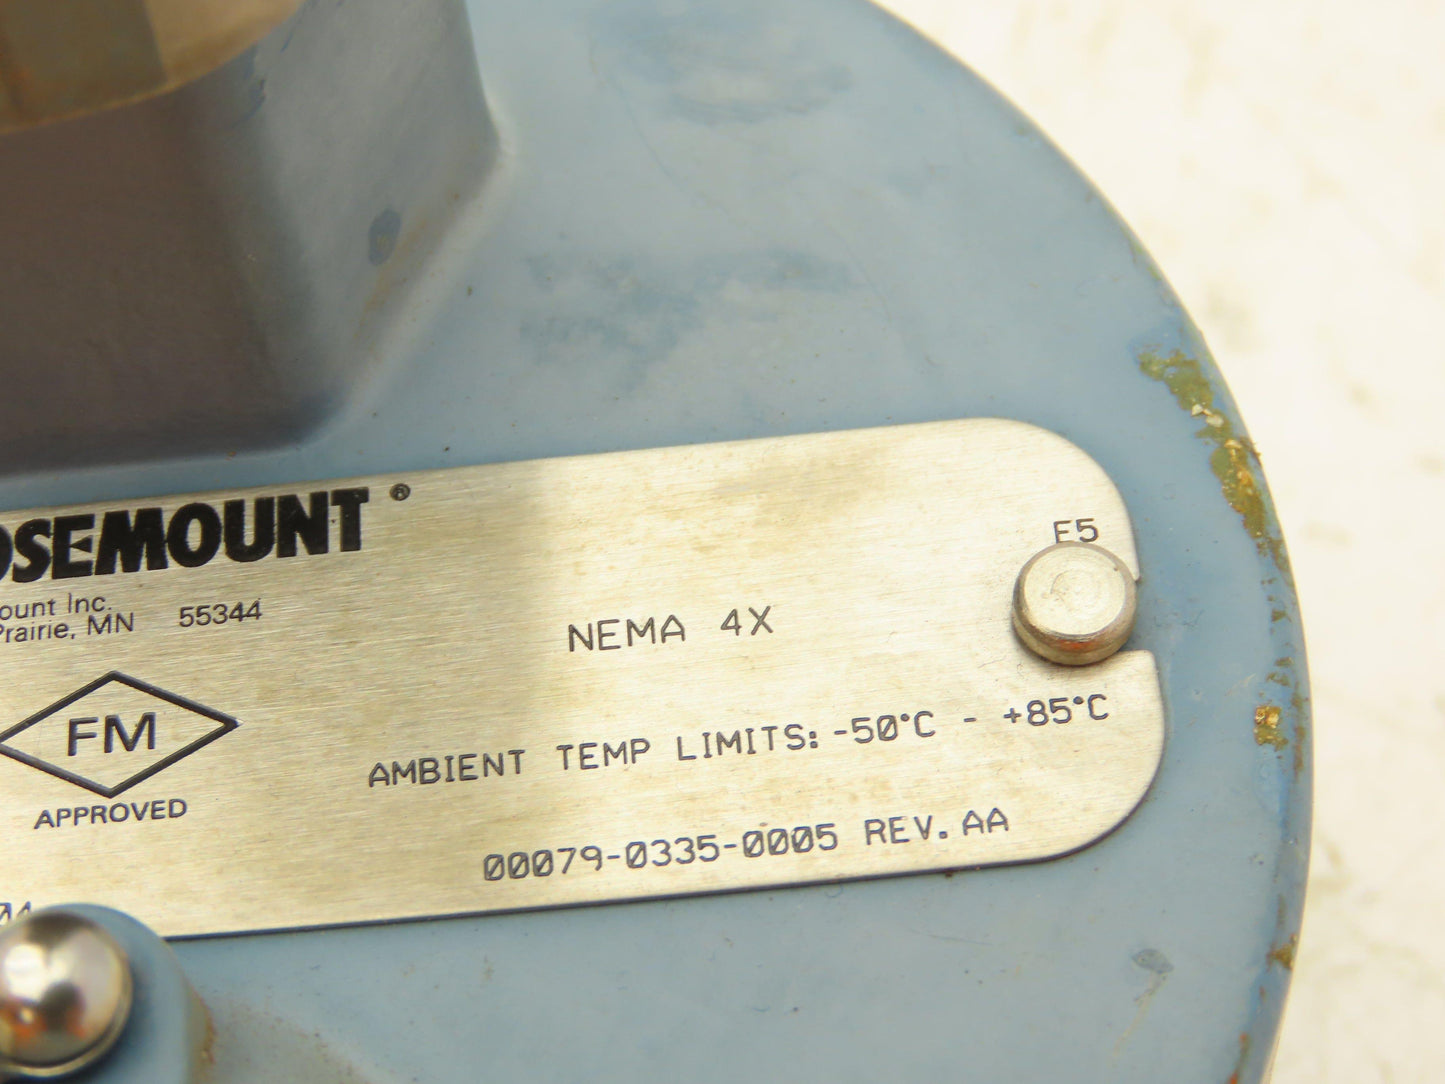 OSEMOUNT ®
ount Inc.
Prairie, MN 55344
E5
NEMA 4X
FM
APPROVED
AMBIENT TEMP LIMITS: -50°C - +85°C
00079-0335-0005 REV. AA
04